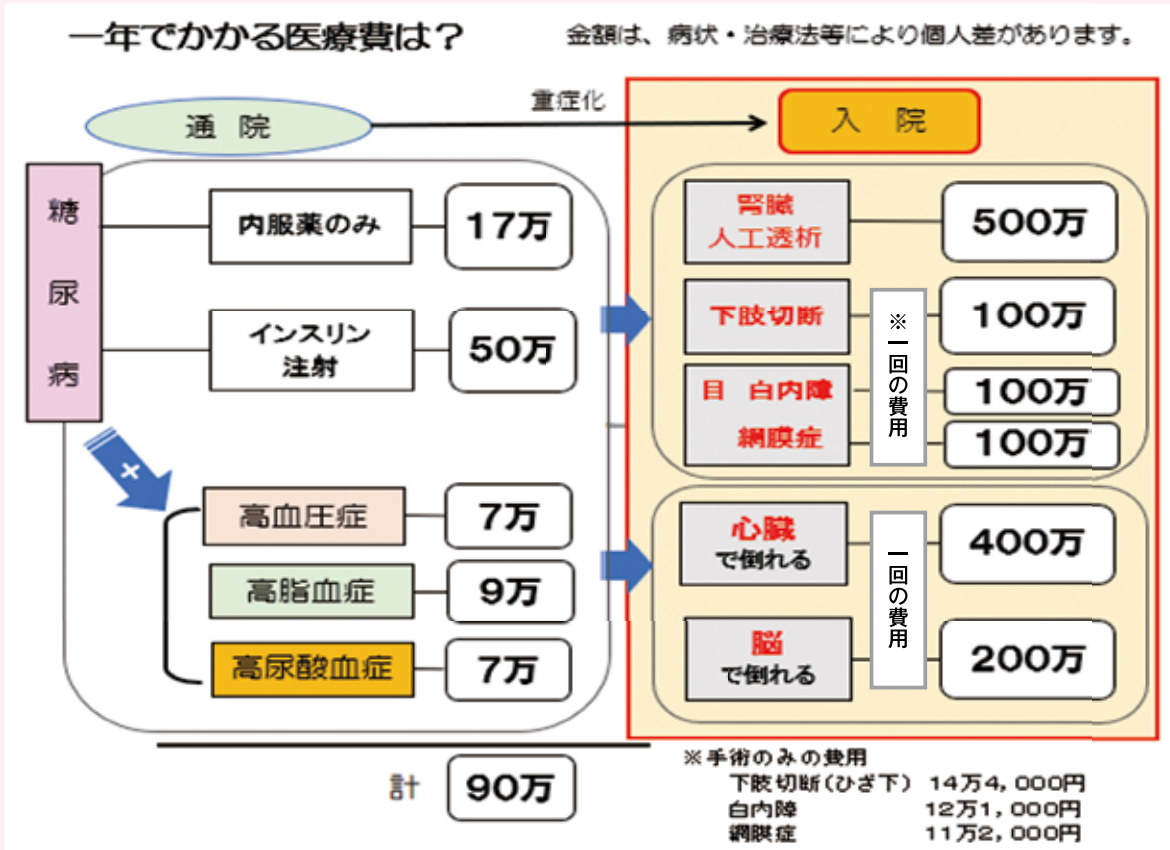 一年でかかる医療費は？
金額は、病状・治療法等により個人差があります。
通 院
重症化
入 院
糖尿病
内服薬のみ
17万
インスリン
注射
50万
+
高血圧症
7万
高脂血症
9万
高尿酸血症
7万
計
90万
腎臓
人工透析
500万
下肢切断
※一回の費用
100万
目 白内障
100万
網膜症
100万
心臓
で倒れる
一回の費用
400万
脳
で倒れる
200万
※手術のみの費用
下肢切断(ひざ下) 14万4,000円
白内障 12万1,000円
網膜症 11万2,000円